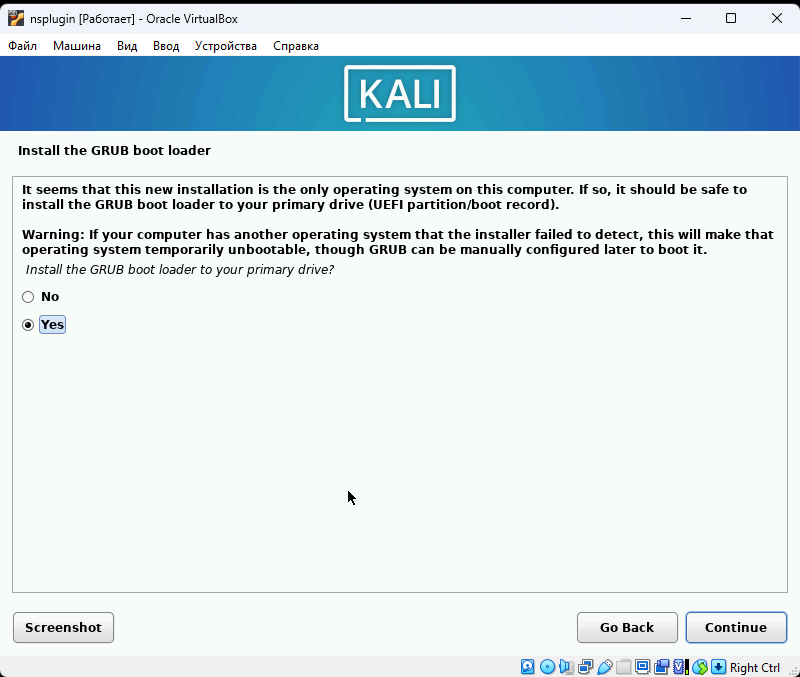 nsplugin [Работает] - Oracle VirtualBox
Файл Машина Вид Ввод Устройства Справка
KALI
Install the GRUB boot loader
It seems that this new installation is the only operating system on this computer. If so, it should be safe to
install the GRUB boot loader to your primary drive (UEFI partition/boot record).
Warning: If your computer has another operating system that the installer failed to detect, this will make that
operating system temporarily unbootable, though GRUB can be manually configured later to boot it.
Install the GRUB boot loader to your primary drive?
No
Yes
Screenshot Go Back Continue
Right Ctrl